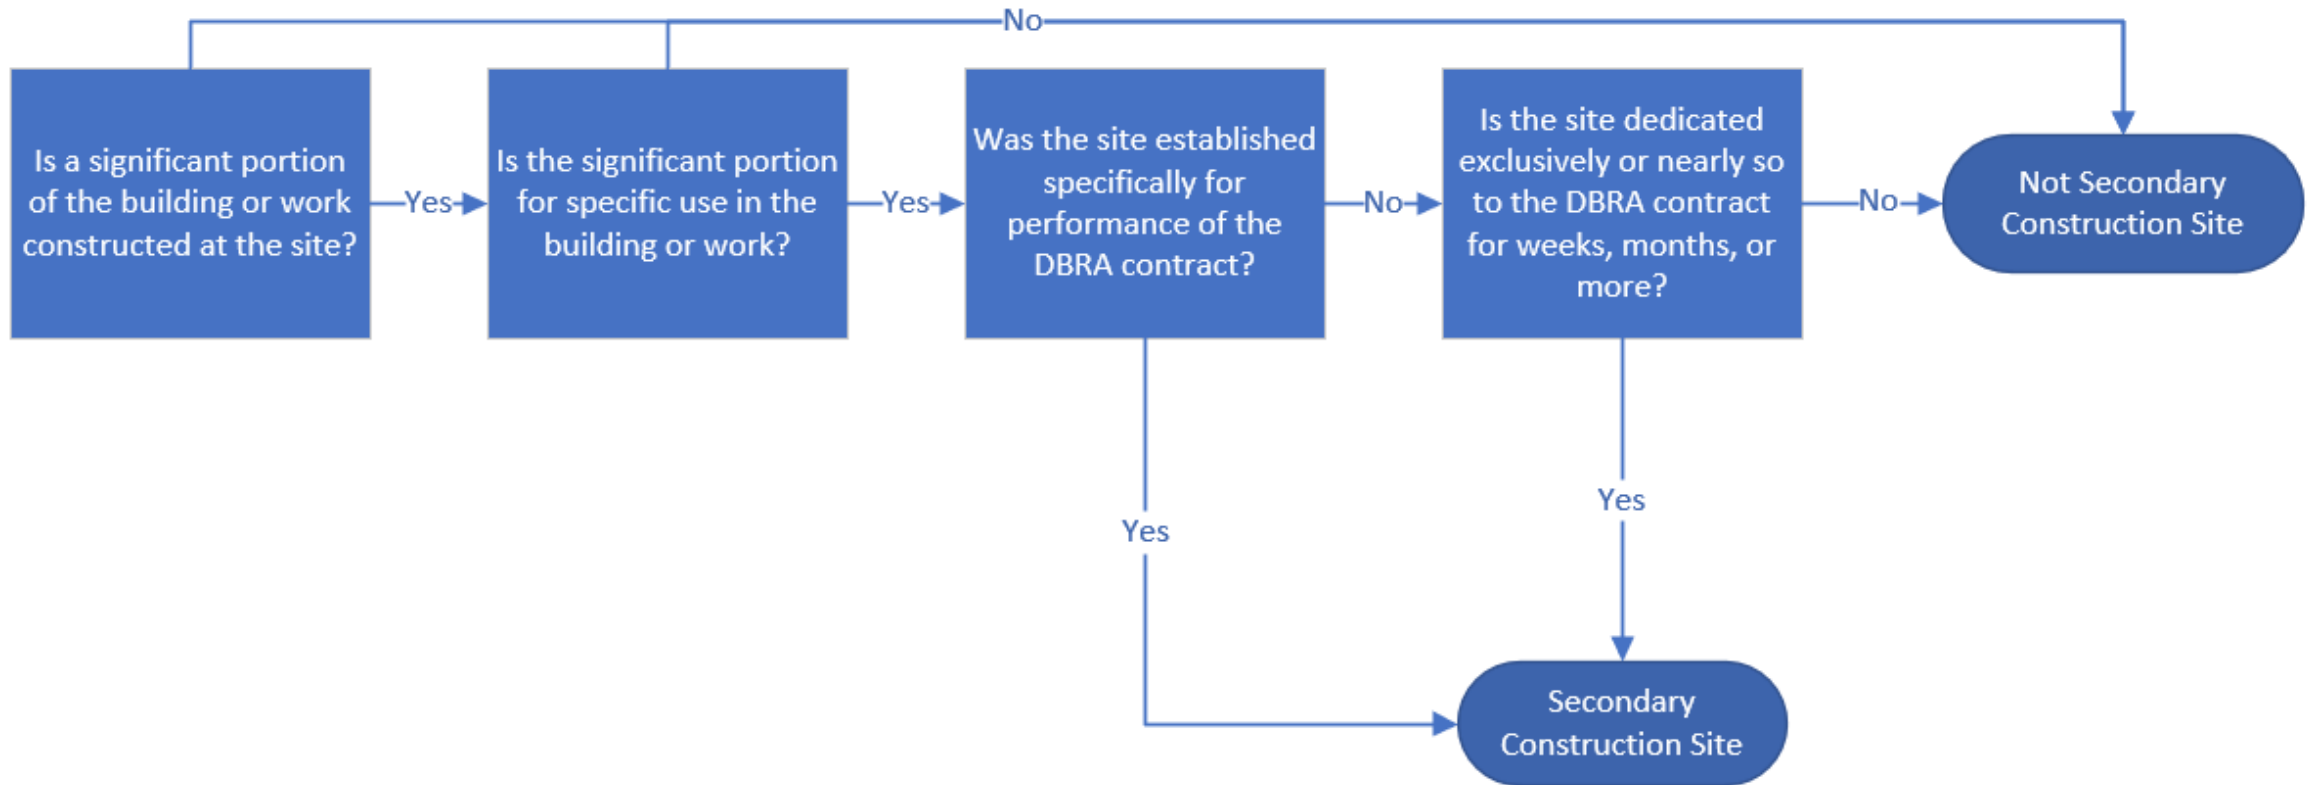 No
Is a significant portion
of the building or work
constructed at the site?
Yes
Is the significant portion
for specific use in the
building or work?
Yes
Was the site established
specifically for
performance of the
DBRA contract?
No
Is the site dedicated
exclusively or nearly so
to the DBRA contract
for weeks, months, or
more?
No
Not Secondary
Construction Site
Yes
Yes
Secondary
Construction Site